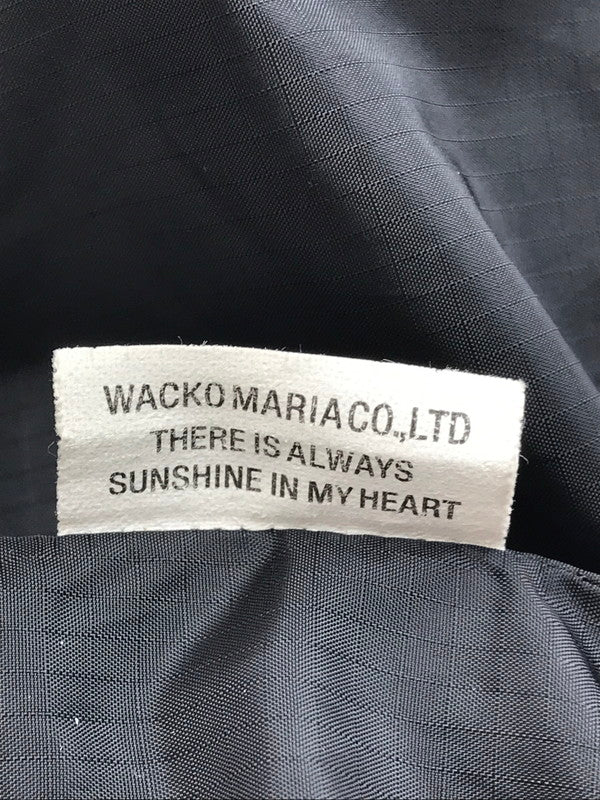 WACKO MARIA CO.,LTD
THERE IS ALWAYS
SUNSHINE IN MY HEART